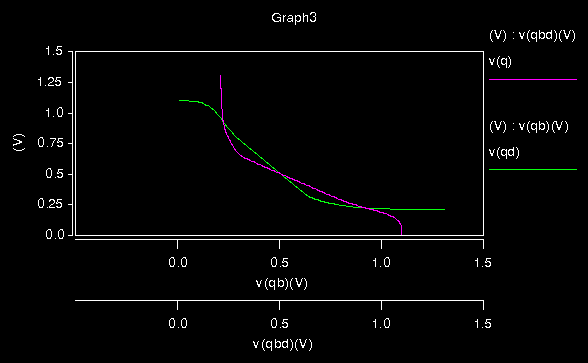 Graph3
(V) : v(qbd)(V)
v(q)
(V) : v(qb)(V)
v(qd)
(V)
1.5
1.25
1.0
0.75
0.5
0.25
0.0
0.0 0.5 1.0 1.5
v(qb)(V)
0.0 0.5 1.0 1.5
v(qbd)(V)